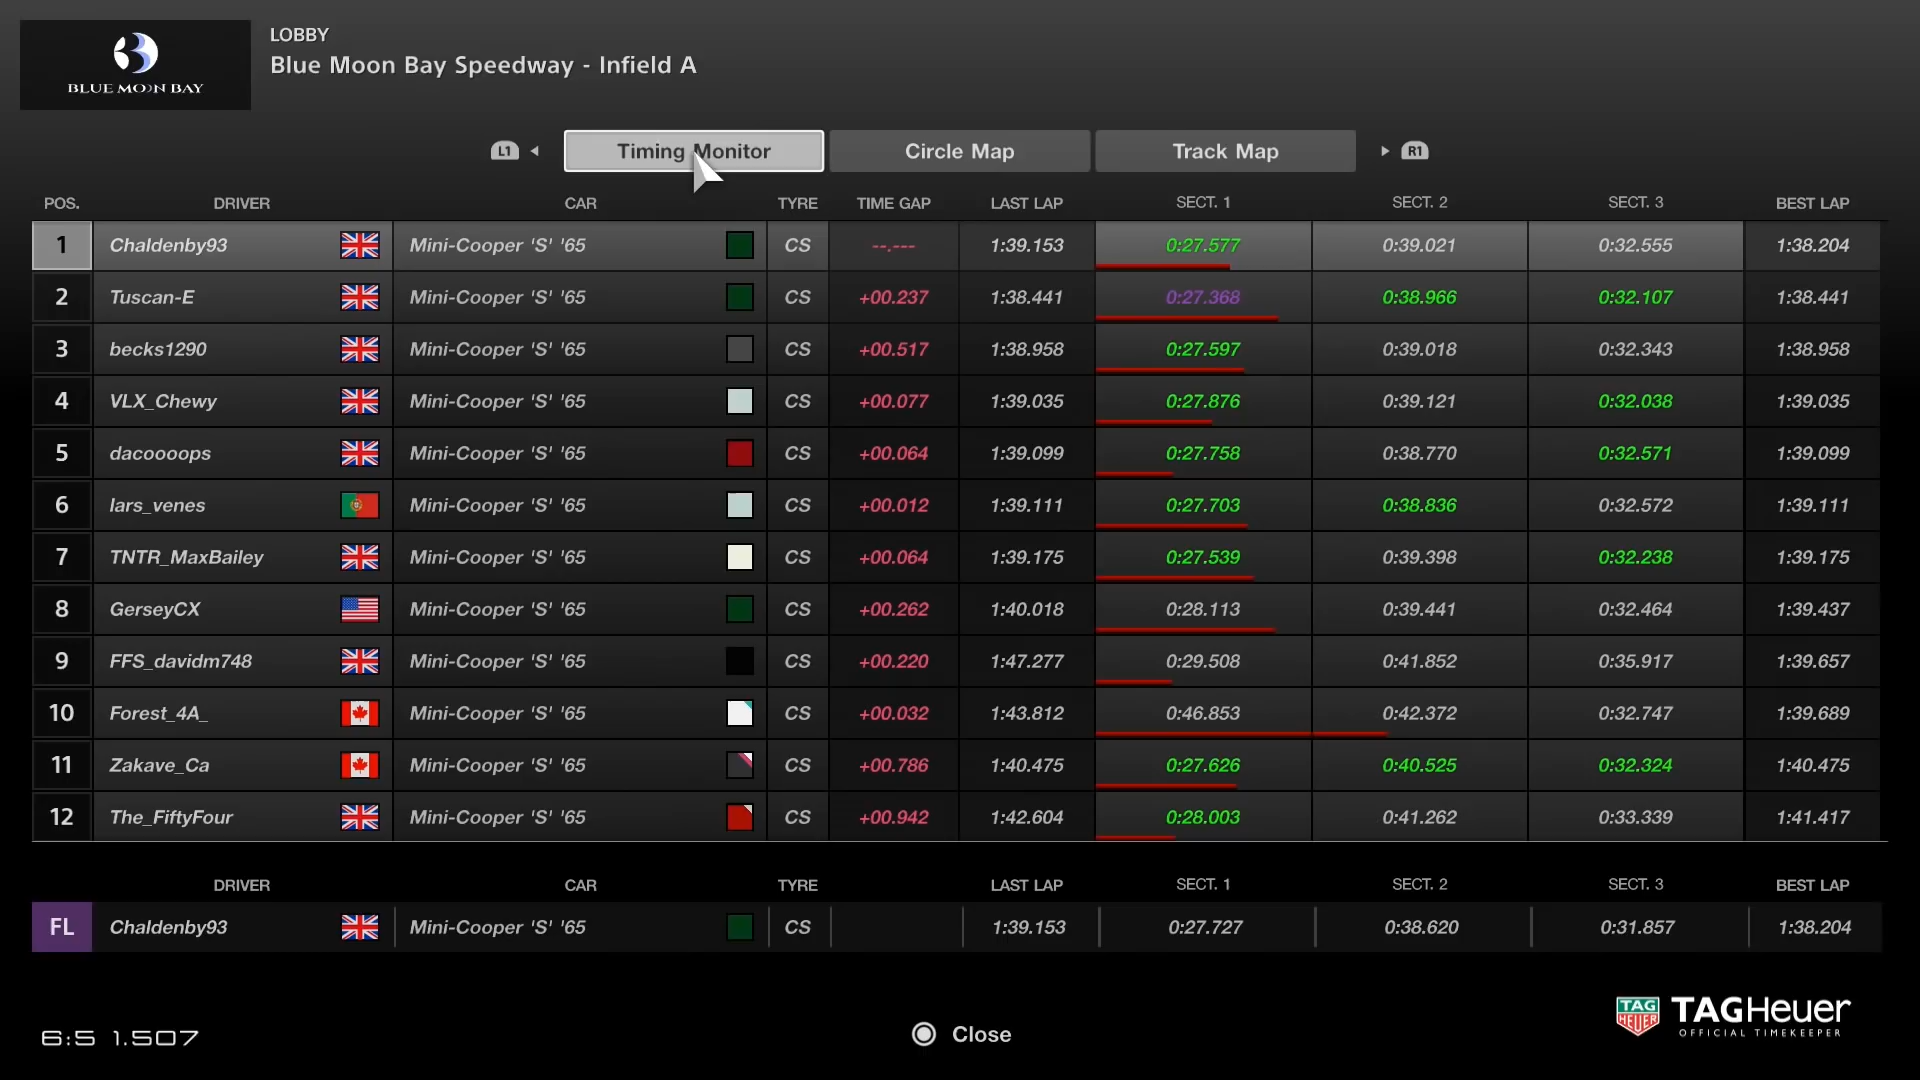 BLUE MOON BAY
LOBBY
Blue Moon Bay Speedway - Infield A
L1 Timing Monitor Circle Map Track Map R1
POS. DRIVER CAR TYRE TIME GAP LAST LAP SECT. 1 SECT. 2 SECT. 3 BEST LAP
1 Chaldenby93 Mini-Cooper 'S' '65 CS --.--- 1:39.153 0:27.577 0:39.021 0:32.555 1:38.204
2 Tuscan-E Mini-Cooper 'S' '65 CS +00.237 1:38.441 0:27.368 0:38.966 0:32.107 1:38.441
3 becks1290 Mini-Cooper 'S' '65 CS +00.517 1:38.958 0:27.597 0:39.018 0:32.343 1:38.958
4 VLX_Chewy Mini-Cooper 'S' '65 CS +00.077 1:39.035 0:27.876 0:39.121 0:32.038 1:39.035
5 dacoooops Mini-Cooper 'S' '65 CS +00.064 1:39.099 0:27.758 0:38.770 0:32.571 1:39.099
6 lars_venes Mini-Cooper 'S' '65 CS +00.012 1:39.111 0:27.703 0:38.836 0:32.572 1:39.111
7 TNTR_MaxBailey Mini-Cooper 'S' '65 CS +00.064 1:39.175 0:27.539 0:39.398 0:32.238 1:39.175
8 GerseyCX Mini-Cooper 'S' '65 CS +00.262 1:40.018 0:28.113 0:39.441 0:32.464 1:39.437
9 FFS_davidm748 Mini-Cooper 'S' '65 CS +00.220 1:47.277 0:29.508 0:41.852 0:35.917 1:39.657
10 Forest_4A_ Mini-Cooper 'S' '65 CS +00.032 1:43.812 0:46.853 0:42.372 0:32.747 1:39.689
11 Zakave_Ca Mini-Cooper 'S' '65 CS +00.786 1:40.475 0:27.626 0:40.525 0:32.324 1:40.475
12 The_FiftyFour Mini-Cooper 'S' '65 CS +00.942 1:42.604 0:28.003 0:41.262 0:33.339 1:41.417
DRIVER CAR TYRE LAST LAP SECT. 1 SECT. 2 SECT. 3 BEST LAP
FL Chaldenby93 Mini-Cooper 'S' '65 CS 1:39.153 0:27.727 0:38.620 0:31.857 1:38.204
6:5 1.507
Close
TAG HEUER
TAGHeuer
OFFICIAL TIMEKEEPER